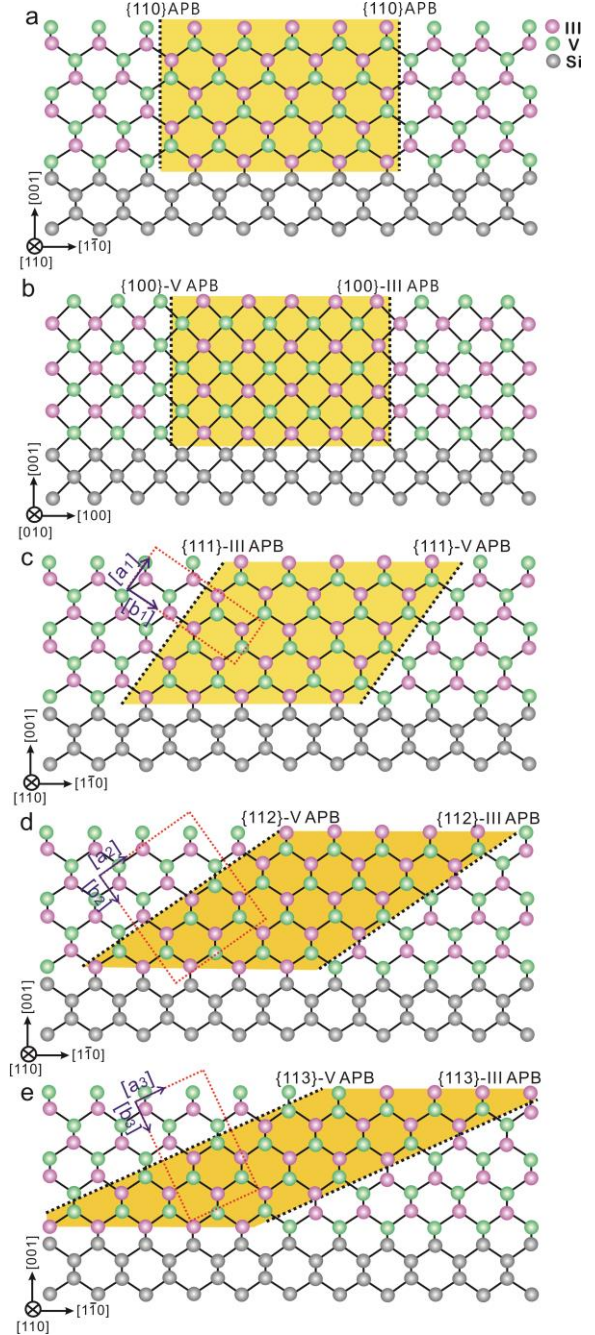 a
{110}APB {110}APB
III
V
Si
[001]
[110] [11̅0]
b
{100}-V APB {100}-III APB
[001]
[010] [100]
c
{111}-III APB {111}-V APB
[a1]
[b1]
[001]
[110] [11̅0]
d
{112}-V APB {112}-III APB
[a2]
[b2]
[001]
[110] [11̅0]
e
{113}-V APB {113}-III APB
[a3]
[b3]
[001]
[110] [11̅0]